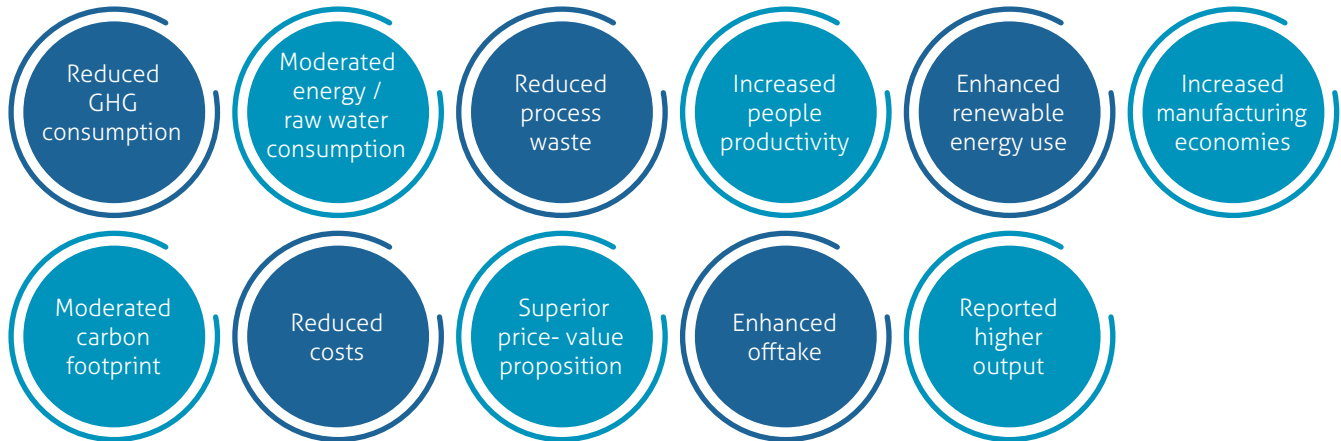 Reduced
GHG
consumption
Moderated
energy /
raw water
consumption
Reduced
process
waste
Increased
people
productivity
Enhanced
renewable
energy use
Increased
manufacturing
economies
Moderated
carbon
footprint
Reduced
costs
Superior
price- value
proposition
Enhanced
offtake
Reported
higher
output